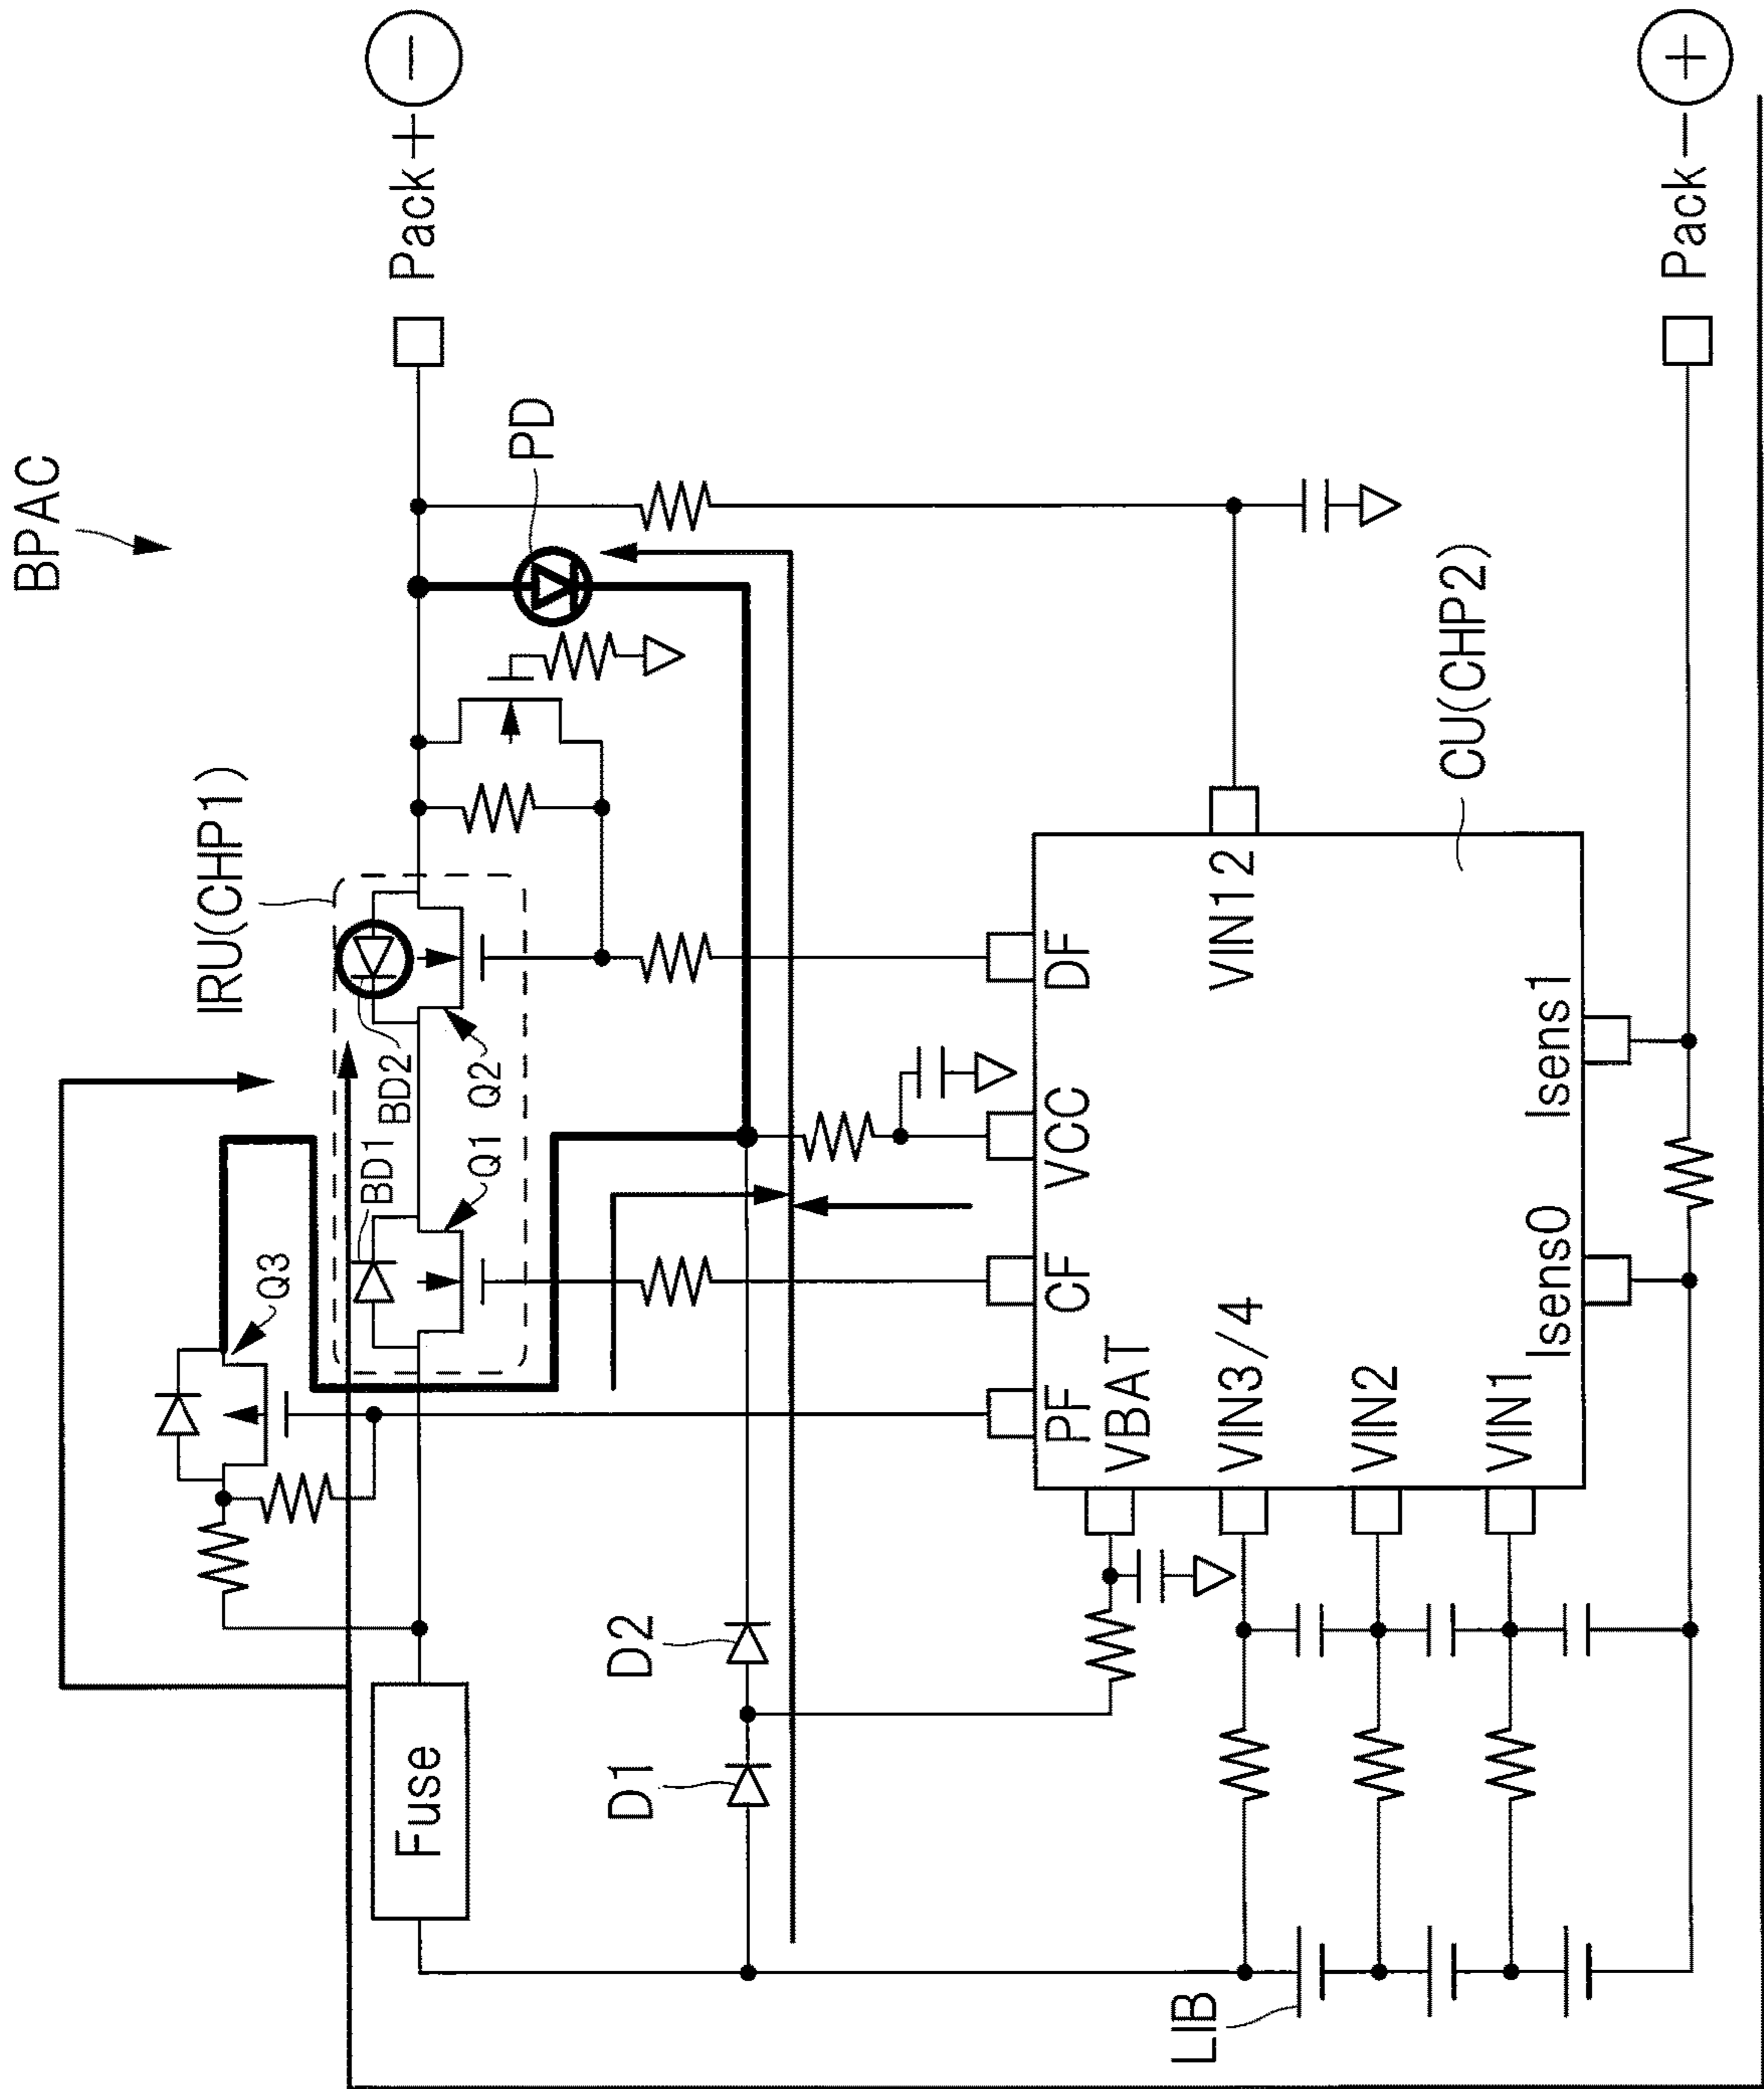 BPAC
Pack+
−
PD
IRU(CHP1)
BD2
Q2
BD1
Q1
Q3
Fuse
D2
D1
DF
VIN12
VCC
CF
PF
VBAT
VIN3/4
VIN2
VIN1
Isens1
Isens0
CU(CHP2)
LIB
Pack−
+